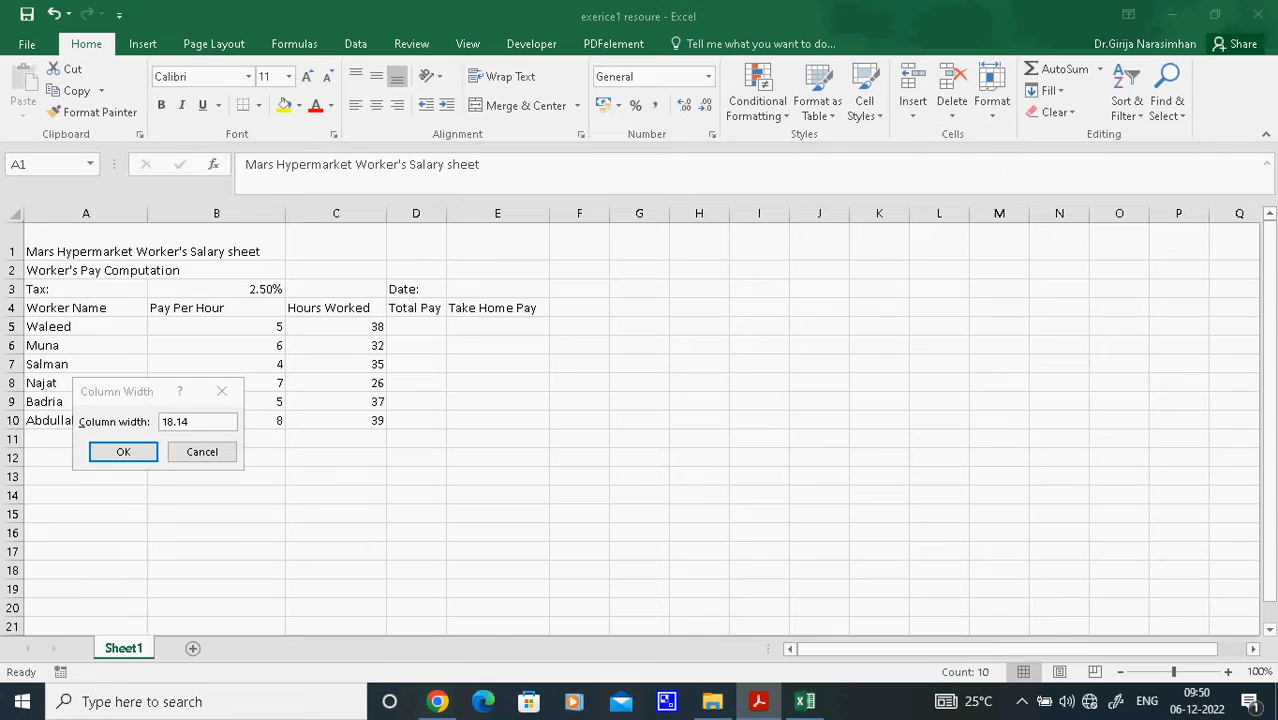 exerice1 resoure - Excel
File Home Insert Page Layout Formulas Data Review View Developer PDFelement Tell me what you want to do... Dr.Girija Narasimhan Share
Cut
Copy
Format Painter
Paste
Clipboard
Calibri 11
B I U
Font
Wrap Text
Merge & Center
Alignment
General
Number
Conditional Formatting
Format as Table
Cell Styles
Styles
Insert Delete Format
Cells
AutoSum
Fill
Clear
Sort & Filter
Find & Select
Editing
A1 fx Mars Hypermarket Worker's Salary sheet
A B C D E F G H I J K L M N O P Q
1 Mars Hypermarket Worker's Salary sheet
2 Worker's Pay Computation
3 Tax: 2.50% Date:
4 Worker Name Pay Per Hour Hours Worked Total Pay Take Home Pay
5 Waleed 5 38
6 Muna 6 32
7 Salman 4 35
8 Najat 7 26
9 Badria 5 37
10 Abdullal 8 39
11
12
13
14
15
16
17
18
19
20
21
Column Width ?
Column width: 18.14
OK Cancel
Sheet1
Ready Count: 10 100%
Type here to search 25°C ENG 09:50
06-12-2022 1